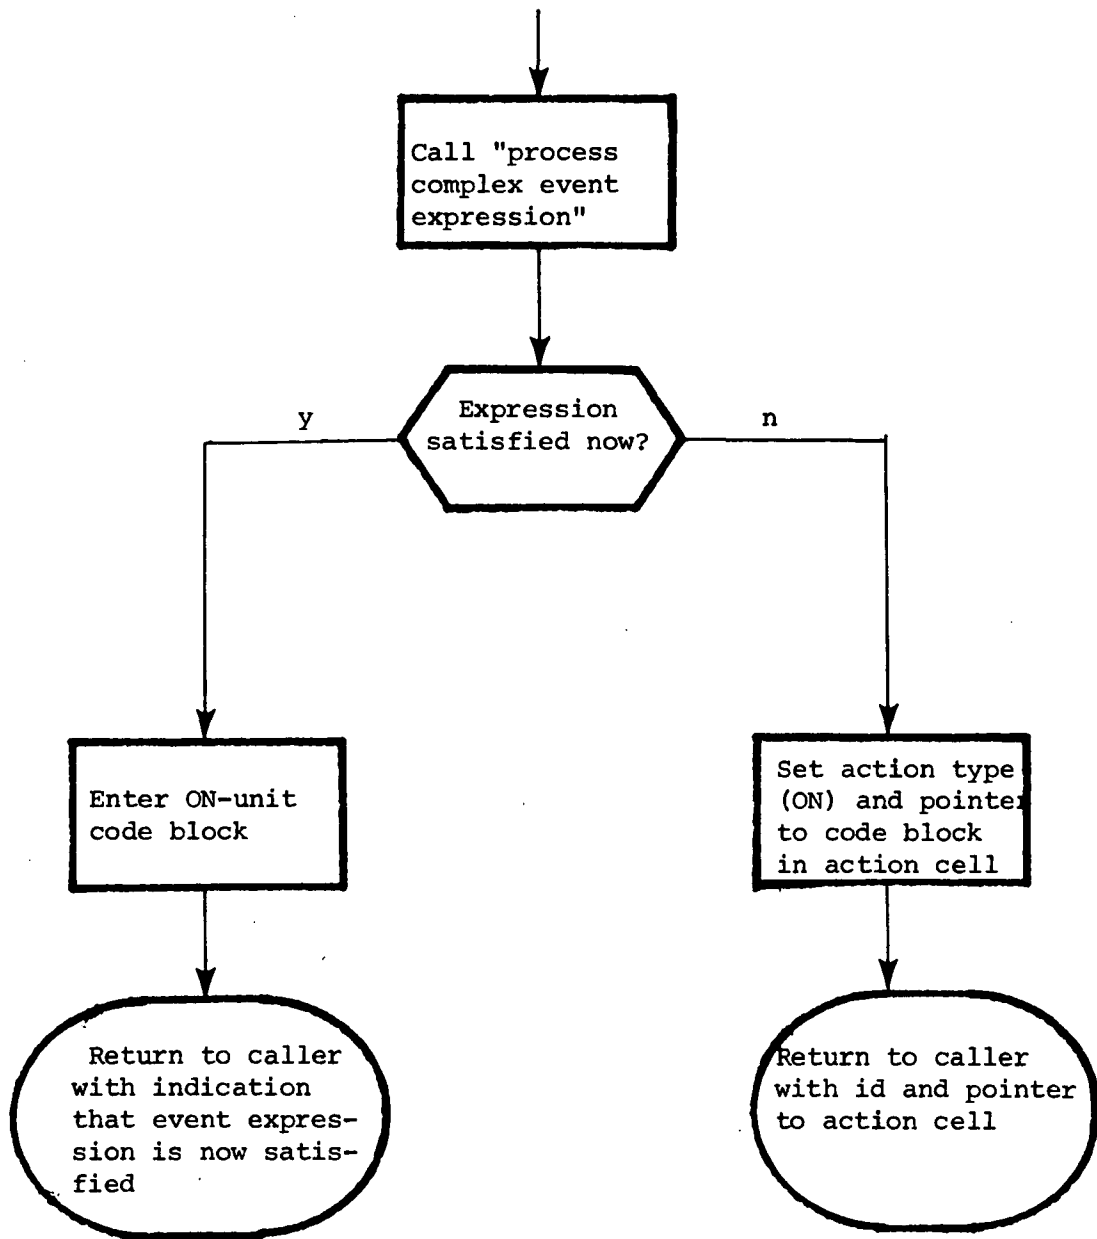 Call "process
complex event
expression"
Expression
satisfied now?
y
n
Enter ON-unit
code block
Set action type
(ON) and pointer
to code block
in action cell
Return to caller
with indication
that event expres-
sion is now satis-
fied
Return to caller
with id and pointer
to action cell